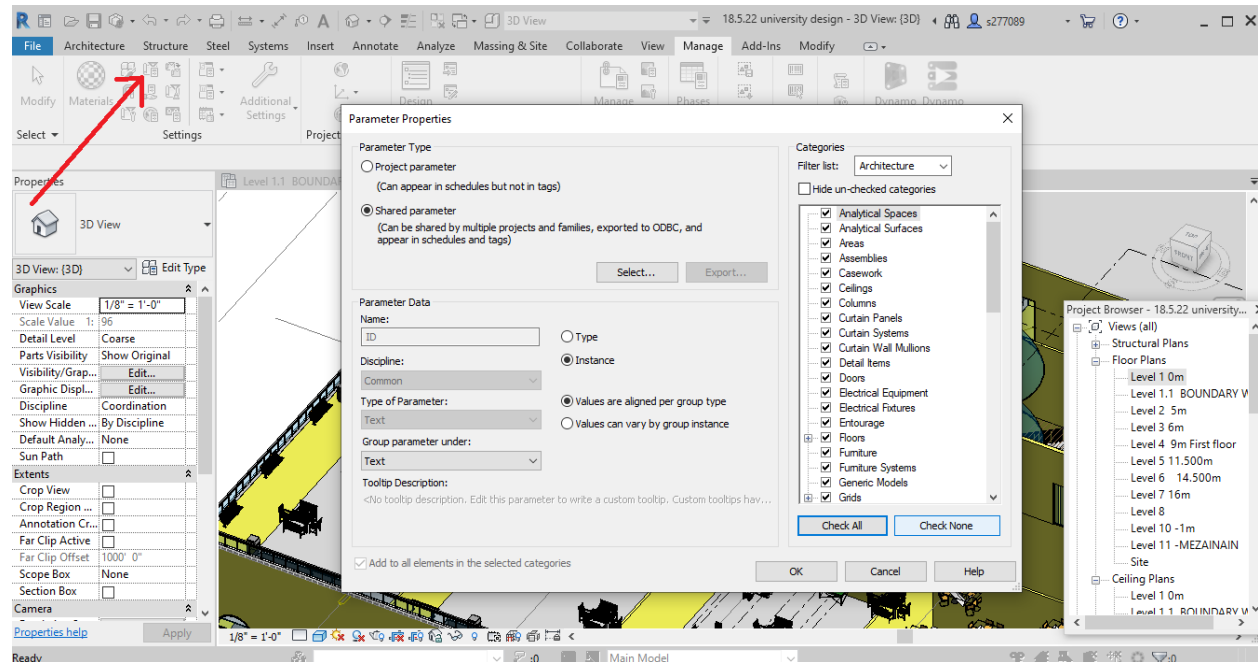 3D View
18.5.22 university design - 3D View: {3D}
s277089
File Architecture Structure Steel Systems Insert Annotate Analyze Massing & Site Collaborate View Manage Add-Ins Modify
Modify
Materials
Additional
Settings
Design
Manage
Phases
Dynamo Dynamo
Select
Settings
Project
Properties
Level 1.1 BOUNDAR
3D View
3D View: {3D}
Edit Type
Graphics
View Scale 1/8" = 1'-0"
Scale Value 1: 96
Detail Level Coarse
Parts Visibility Show Original
Visibility/Grap... Edit...
Graphic Displ... Edit...
Discipline Coordination
Show Hidden ... By Discipline
Default Analy... None
Sun Path
Extents
Crop View
Crop Region ...
Annotation Cr...
Far Clip Active
Far Clip Offset 1000' 0"
Scope Box None
Section Box
Camera
Properties help
Apply
Parameter Properties
Parameter Type
Project parameter
(Can appear in schedules but not in tags)
Shared parameter
(Can be shared by multiple projects and families, exported to ODBC, and
appear in schedules and tags)
Select...
Export...
Parameter Data
Name:
ID
Type
Discipline:
Instance
Common
Type of Parameter:
Values are aligned per group type
Text
Values can vary by group instance
Group parameter under:
Text
Tooltip Description:
<No tooltip description. Edit this parameter to write a custom tooltip. Custom tooltips hav...
Add to all elements in the selected categories
Categories
Filter list:
Architecture
Hide un-checked categories
Analytical Spaces
Analytical Surfaces
Areas
Assemblies
Casework
Ceilings
Columns
Curtain Panels
Curtain Systems
Curtain Wall Mullions
Detail Items
Doors
Electrical Equipment
Electrical Fixtures
Entourage
Floors
Furniture
Furniture Systems
Generic Models
Grids
Check All
Check None
OK
Cancel
Help
Project Browser - 18.5.22 university...
Views (all)
Structural Plans
Floor Plans
Level 1 0m
Level 1.1 BOUNDARY W
Level 2 5m
Level 3 6m
Level 4 9m First floor
Level 5 11.500m
Level 6 14.500m
Level 7 16m
Level 8
Level 10 -1m
Level 11 -MEZAINAIN
Site
Ceiling Plans
Level 1 0m
Level 1.1 BOUNDARY W
1/8" = 1'-0"
Ready
:0
Main Model
:0